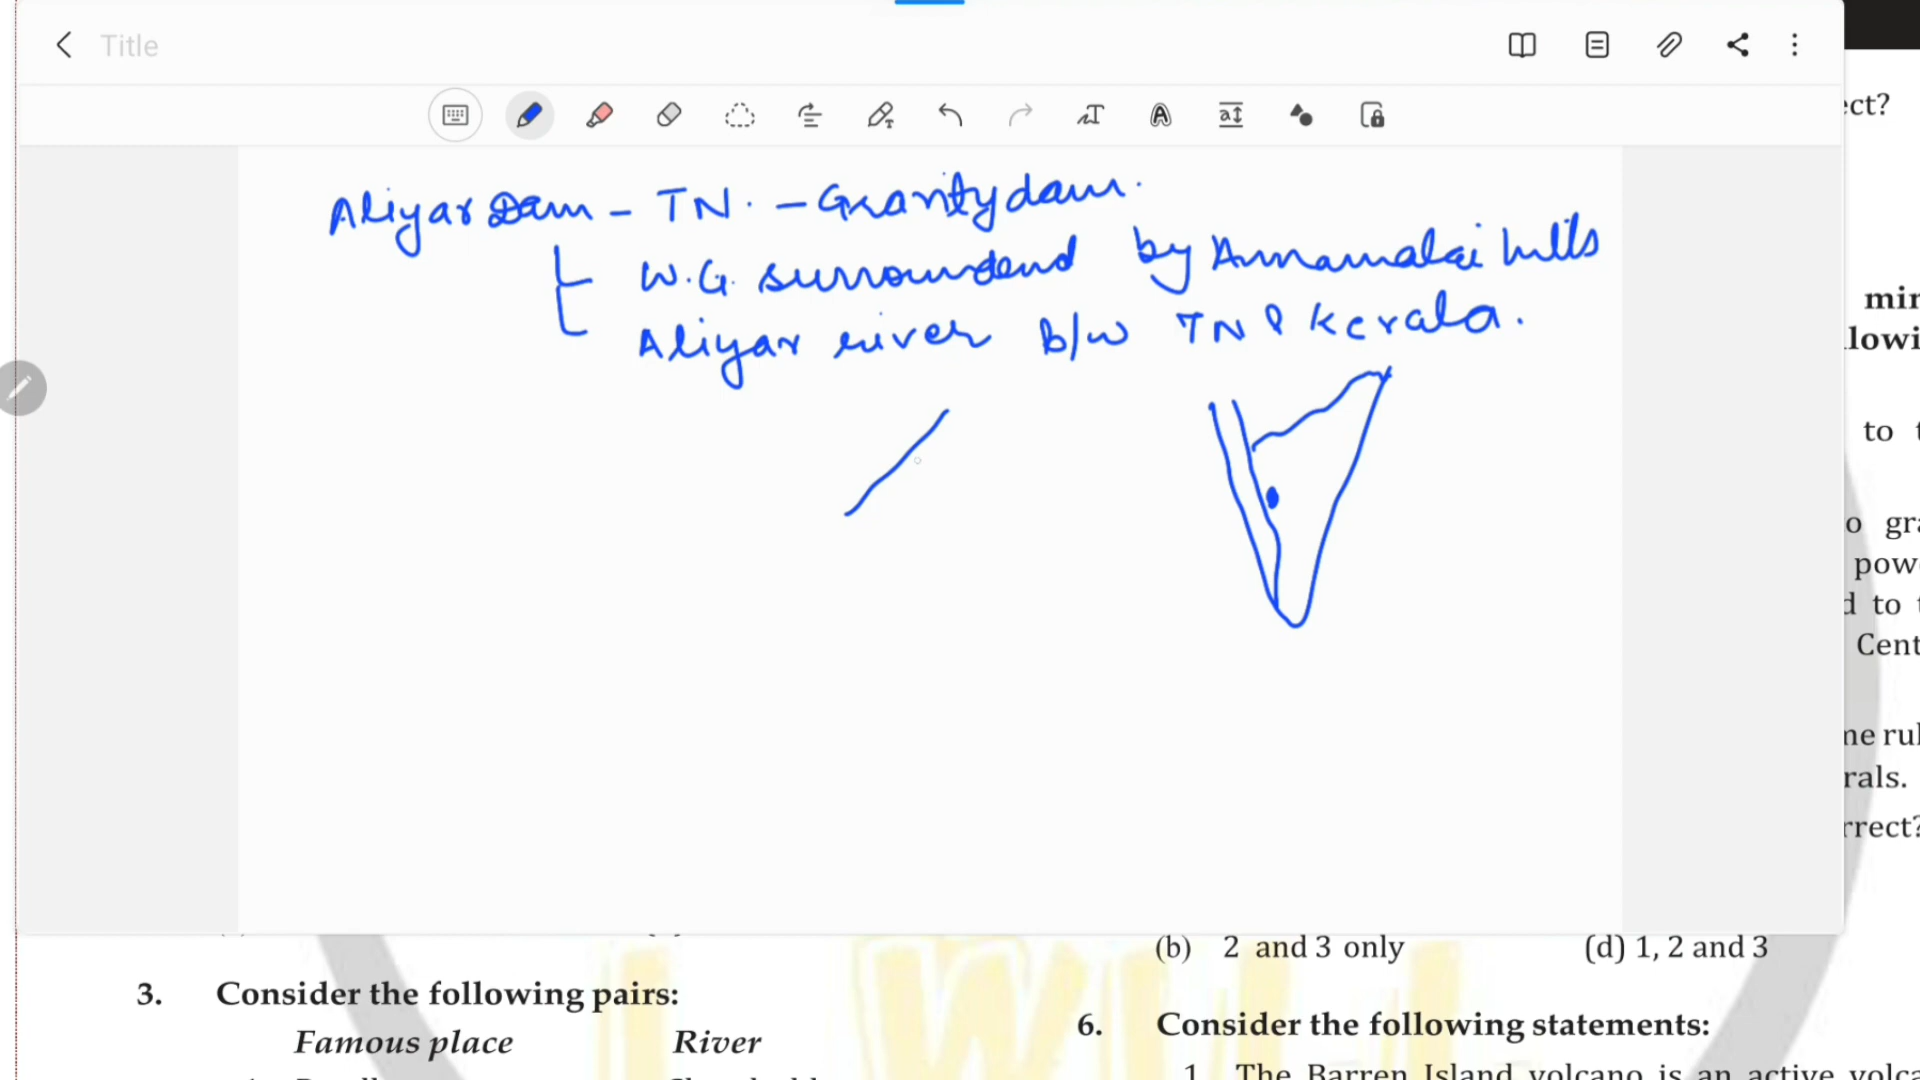 Title
Aliyar Dam - TN. - Gravity dam.
W.G. surroundend by Annamalai hills
Aliyar river b/w TN & Kerala.
ect?
min
lowi
to t
o gra
pow
d to t
Cent
ne rul
rals.
rrect?
(b) 2 and 3 only
(d) 1, 2 and 3
3. Consider the following pairs:
Famous place River
6. Consider the following statements:
1. The Barren Island volcano is an active volca